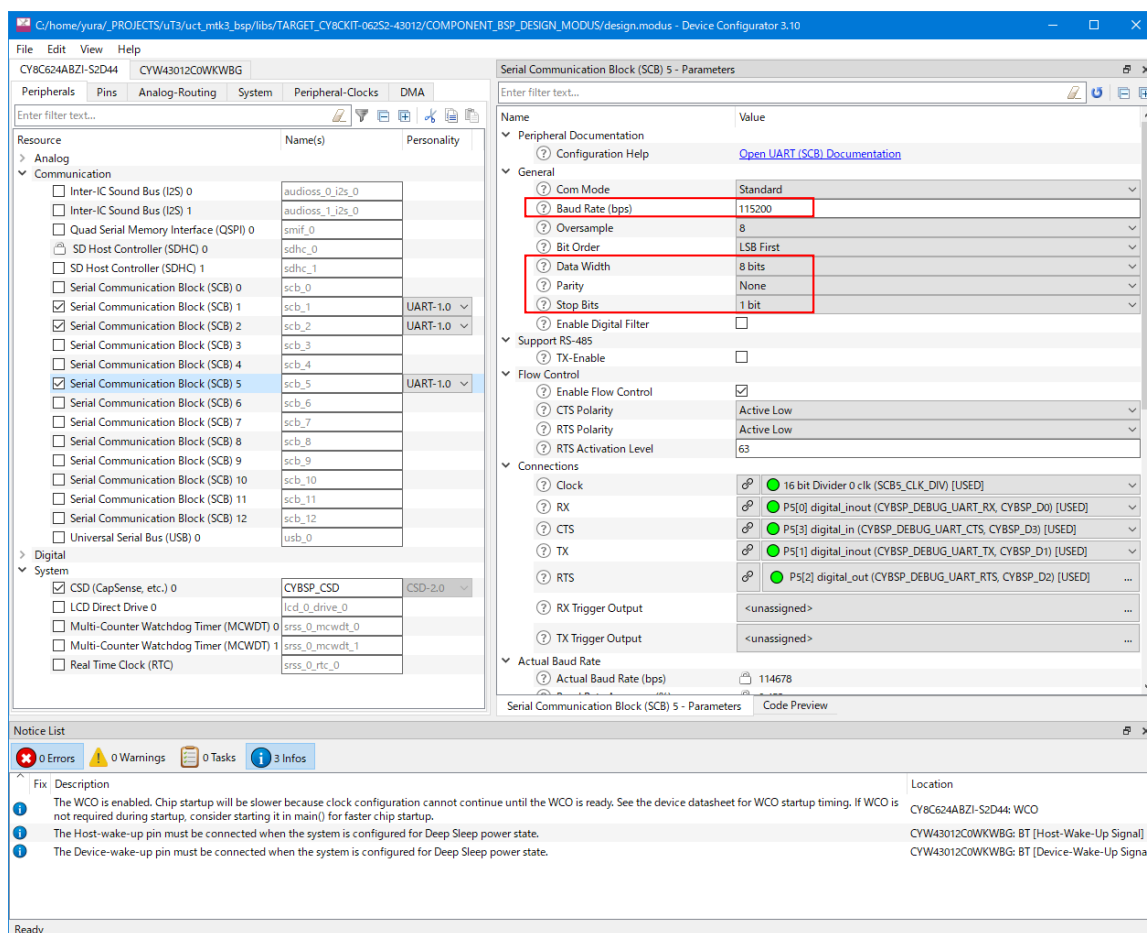 C:/home/yura/_PROJECTS/uT3/uct_mtk3_bsp/libs/TARGET_CY8CKIT-062S2-43012/COMPONENT_BSP_DESIGN_MODUS/design.modus - Device Configurator 3.10
File Edit View Help
CY8C624ABZI-S2D44 CYW43012C0WKWBG
Peripherals Pins Analog-Routing System Peripheral-Clocks DMA
Enter filter text...
Resource Name(s) Personality
Analog
Communication
Inter-IC Sound Bus (I2S) 0 audioss_0_i2s_0
Inter-IC Sound Bus (I2S) 1 audioss_1_i2s_0
Quad Serial Memory Interface (QSPI) 0 smif_0
SD Host Controller (SDHC) 0 sdhc_0
SD Host Controller (SDHC) 1 sdhc_1
Serial Communication Block (SCB) 0 scb_0
Serial Communication Block (SCB) 1 scb_1 UART-1.0
Serial Communication Block (SCB) 2 scb_2 UART-1.0
Serial Communication Block (SCB) 3 scb_3
Serial Communication Block (SCB) 4 scb_4
Serial Communication Block (SCB) 5 scb_5 UART-1.0
Serial Communication Block (SCB) 6 scb_6
Serial Communication Block (SCB) 7 scb_7
Serial Communication Block (SCB) 8 scb_8
Serial Communication Block (SCB) 9 scb_9
Serial Communication Block (SCB) 10 scb_10
Serial Communication Block (SCB) 11 scb_11
Serial Communication Block (SCB) 12 scb_12
Universal Serial Bus (USB) 0 usb_0
Digital
System
CSD (CapSense, etc.) 0 CYBSP_CSD CSD-2.0
LCD Direct Drive 0 lcd_0_drive_0
Multi-Counter Watchdog Timer (MCWDT) 0 srss_0_mcwdt_0
Multi-Counter Watchdog Timer (MCWDT) 1 srss_0_mcwdt_1
Real Time Clock (RTC) srss_0_rtc_0
Serial Communication Block (SCB) 5 - Parameters
Enter filter text...
Name Value
Peripheral Documentation
Configuration Help Open UART (SCB) Documentation
General
Com Mode Standard
Baud Rate (bps) 115200
Oversample 8
Bit Order LSB First
Data Width 8 bits
Parity None
Stop Bits 1 bit
Enable Digital Filter
Support RS-485
TX-Enable
Flow Control
Enable Flow Control
CTS Polarity Active Low
RTS Polarity Active Low
RTS Activation Level 63
Connections
Clock 16 bit Divider 0 clk (SCB5_CLK_DIV) [USED]
RX P5[0] digital_inout (CYBSP_DEBUG_UART_RX, CYBSP_D0) [USED]
CTS P5[3] digital_in (CYBSP_DEBUG_UART_CTS, CYBSP_D3) [USED]
TX P5[1] digital_inout (CYBSP_DEBUG_UART_TX, CYBSP_D1) [USED]
RTS P5[2] digital_out (CYBSP_DEBUG_UART_RTS, CYBSP_D2) [USED] ...
RX Trigger Output <unassigned> ...
TX Trigger Output <unassigned> ...
Actual Baud Rate
Actual Baud Rate (bps) 114678
Serial Communication Block (SCB) 5 - Parameters Code Preview
Notice List
0 Errors 0 Warnings 0 Tasks 3 Infos
Fix Description Location
The WCO is enabled. Chip startup will be slower because clock configuration cannot continue until the WCO is ready. See the device datasheet for WCO startup timing. If WCO is
not required during startup, consider starting it in main() for faster chip startup. CY8C624ABZI-S2D44: WCO
The Host-wake-up pin must be connected when the system is configured for Deep Sleep power state. CYW43012C0WKWBG: BT [Host-Wake-Up Signal]
The Device-wake-up pin must be connected when the system is configured for Deep Sleep power state. CYW43012C0WKWBG: BT [Device-Wake-Up Signa
Ready